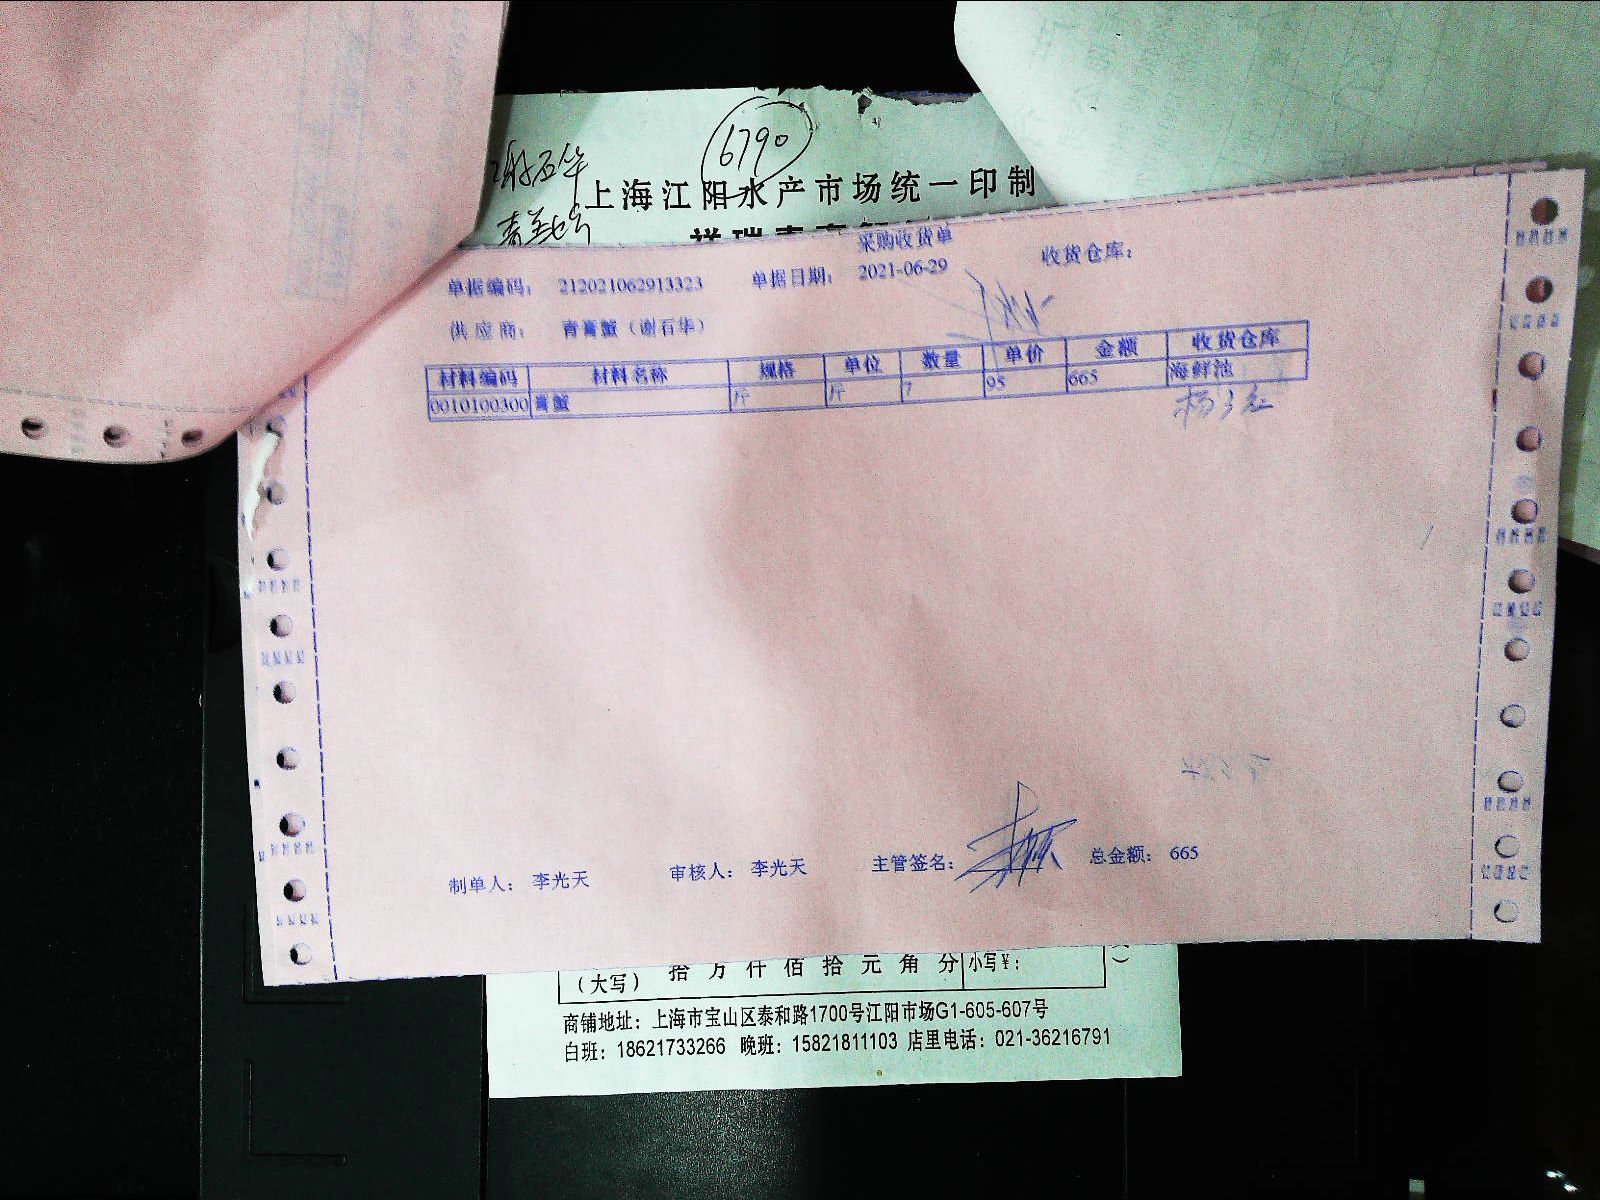 6790
上海江阳水产市场统一印制
采购收货单
单据编码： 212021062913323 单据日期： 2021-06-29 收货仓库：
供应商： 青膏蟹（谢石华）
材料编码 材料名称 规格 单位 数量 单价 金额 收货仓库
0010100300 膏蟹 斤 斤 7 95 665 海鲜池
制单人： 李光天 审核人： 李光天 主管签名： 总金额： 665
（大写） 拾 万 仟 佰 拾 元 角 分 小写￥：
商铺地址：上海市宝山区泰和路1700号江阳市场G1-605-607号
白班：18621733266 晚班：15821811103 店里电话：021-36216791